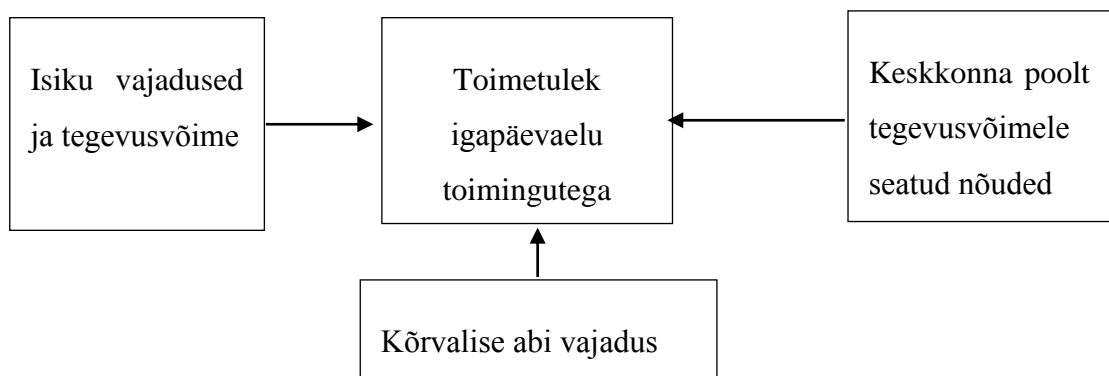 Isiku vajadused
ja tegevusvõime
Toimetulek
igapäevaelu
toimingutega
Keskkonna poolt
tegevusvõimele
seatud nõuded
Kõrvalise abi vajadus